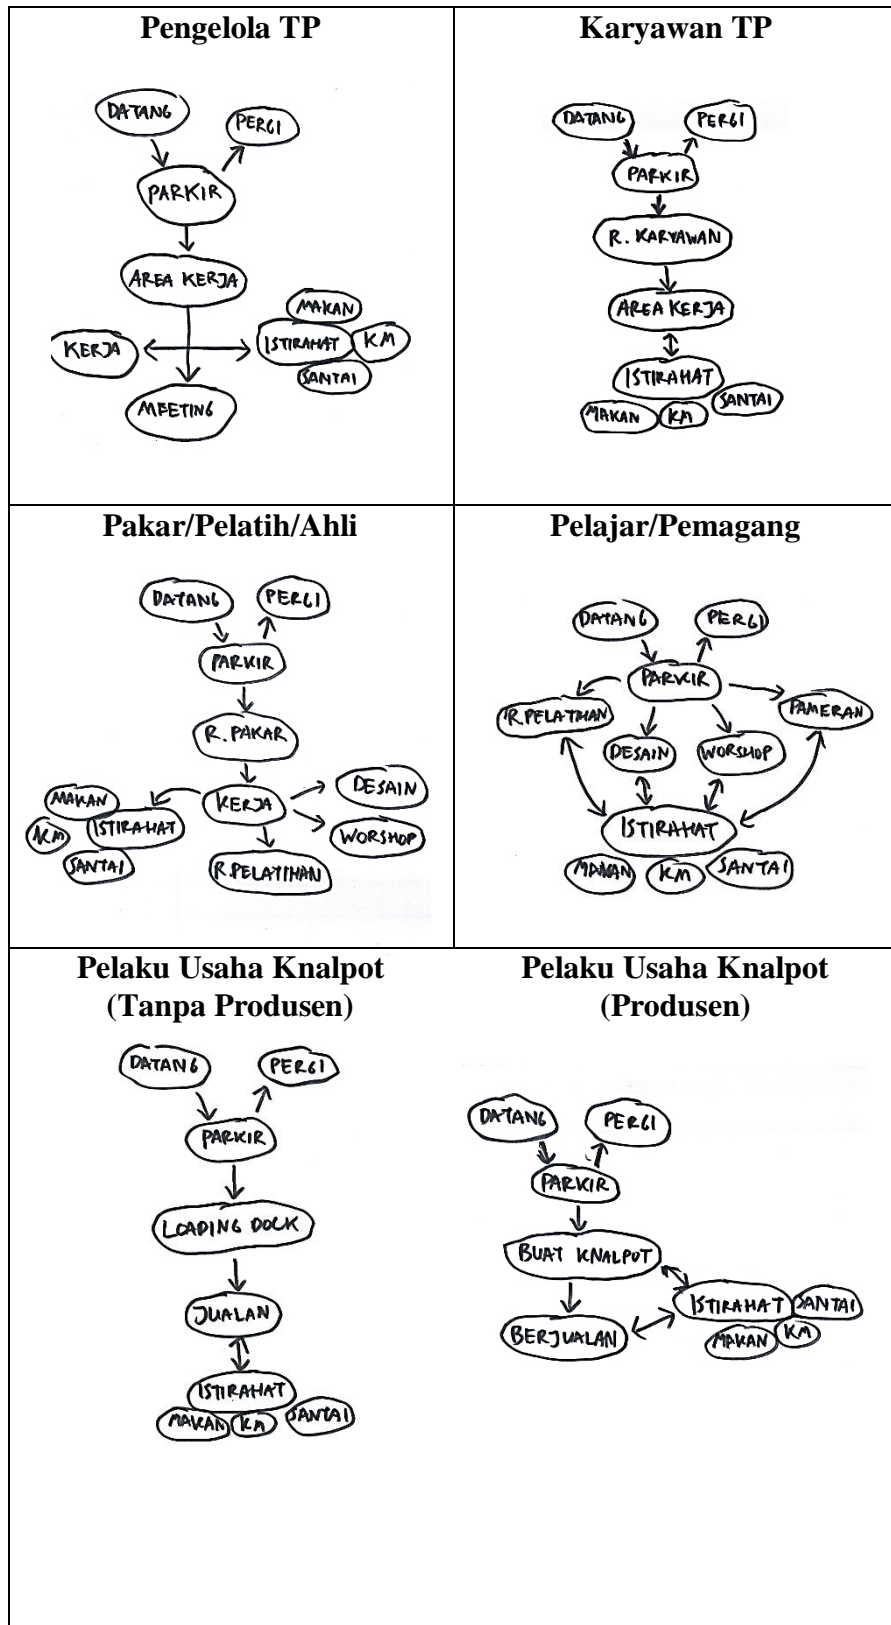 Pengelola TP
DATANG
PERGI
PARKIR
AREA KERJA
MAKAN
KERJA
ISTIRAHAT
KM
SANTAI
MEETING
Karyawan TP
DATANG
PERGI
PARKIR
R. KARYAWAN
AREA KERJA
ISTIRAHAT
MAKAN
KM
SANTAI
Pakar/Pelatih/Ahli
DATANG
PERGI
PARKIR
R. PAKAR
KERJA
DESAIN
MAKAN
ISTIRAHAT
KM
WORSHOP
SANTAI
R.PELATIHAN
Pelajar/Pemagang
DATANG
PERGI
PARKIR
R.PELATIHAN
PAMERAN
DESAIN
WORSHOP
ISTIRAHAT
MAKAN
KM
SANTAI
Pelaku Usaha Knalpot
(Tanpa Produsen)
DATANG
PERGI
PARKIR
LOADING DOCK
JUALAN
ISTIRAHAT
MAKAN
KM
SANTAI
Pelaku Usaha Knalpot
(Produsen)
DATANG
PERGI
PARKIR
BUAT KNALPOT
ISTIRAHAT
SANTAI
BERJUALAN
MAKAN
KM